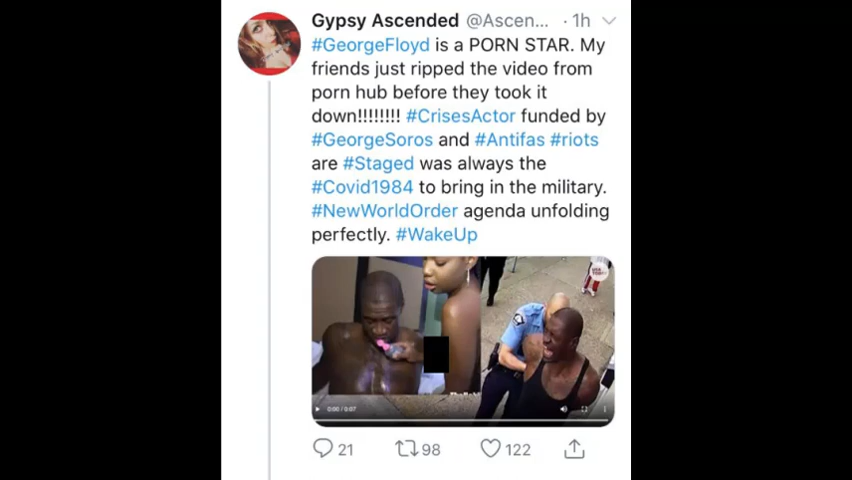 Gypsy Ascended @Ascen... · 1h
#GeorgeFloyd is a PORN STAR. My
friends just ripped the video from
porn hub before they took it
down!!!!!!!! #CrisesActor funded by
#GeorgeSoros and #Antifas #riots
are #Staged was always the
#Covid1984 to bring in the military.
#NewWorldOrder agenda unfolding
perfectly. #WakeUp
0:00 / 0:07
21 98 122